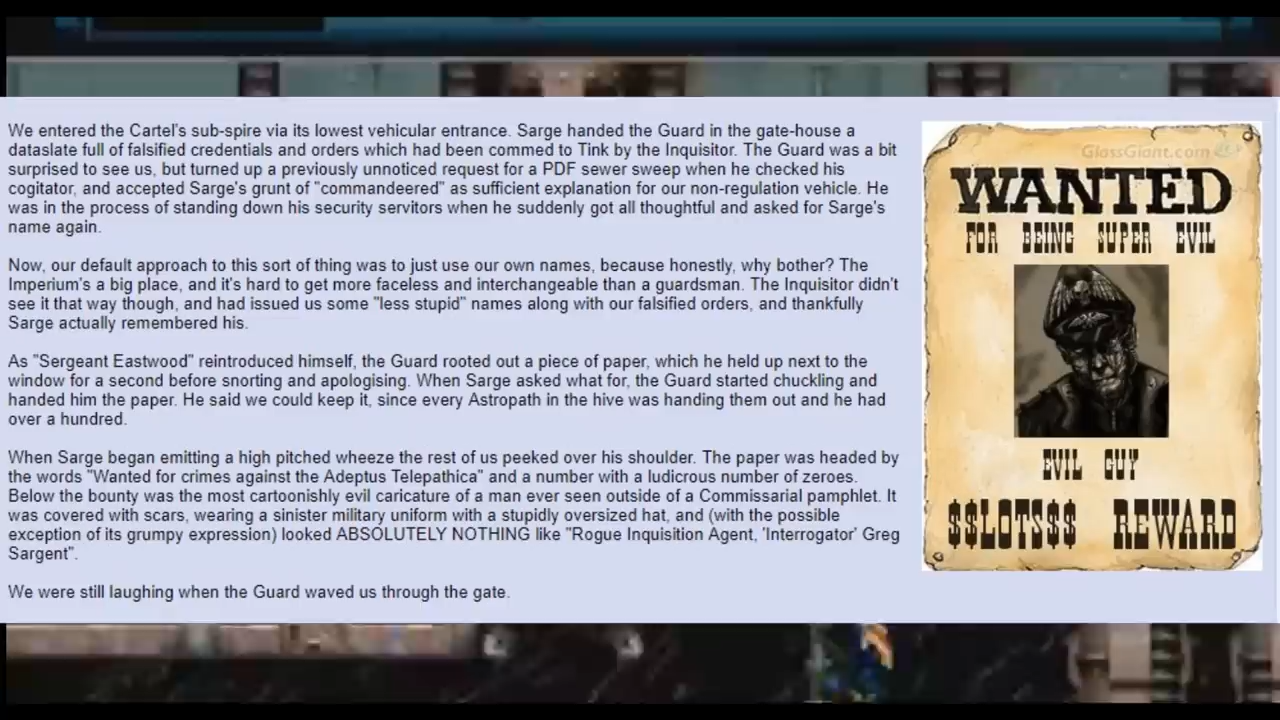 We entered the Cartel's sub-spire via its lowest vehicular entrance. Sarge handed the Guard in the gate-house a
dataslate full of falsified credentials and orders which had been commed to Tink by the Inquisitor. The Guard was a bit
surprised to see us, but turned up a previously unnoticed request for a PDF sewer sweep when he checked his
cogitator, and accepted Sarge's grunt of "commandeered" as sufficient explanation for our non-regulation vehicle. He
was in the process of standing down his security servitors when he suddenly got all thoughtful and asked for Sarge's
name again.
Now, our default approach to this sort of thing was to just use our own names, because honestly, why bother? The
Imperium's a big place, and it's hard to get more faceless and interchangeable than a guardsman. The Inquisitor didn't
see it that way though, and had issued us some "less stupid" names along with our falsified orders, and thankfully
Sarge actually remembered his.
As "Sergeant Eastwood" reintroduced himself, the Guard rooted out a piece of paper, which he held up next to the
window for a second before snorting and apologising. When Sarge asked what for, the Guard started chuckling and
handed him the paper. He said we could keep it, since every Astropath in the hive was handing them out and he had
over a hundred.
When Sarge began emitting a high pitched wheeze the rest of us peeked over his shoulder. The paper was headed by
the words "Wanted for crimes against the Adeptus Telepathica" and a number with a ludicrous number of zeroes.
Below the bounty was the most cartoonishly evil caricature of a man ever seen outside of a Commissarial pamphlet. It
was covered with scars, wearing a sinister military uniform with a stupidly oversized hat, and (with the possible
exception of its grumpy expression) looked ABSOLUTELY NOTHING like "Rogue Inquisition Agent, 'Interrogator' Greg
Sargent".
We were still laughing when the Guard waved us through the gate.
GlassGiant.com
WANTED
FOR BEING SUPER EVIL
EVIL GUY
$$LOTS$$ REWARD